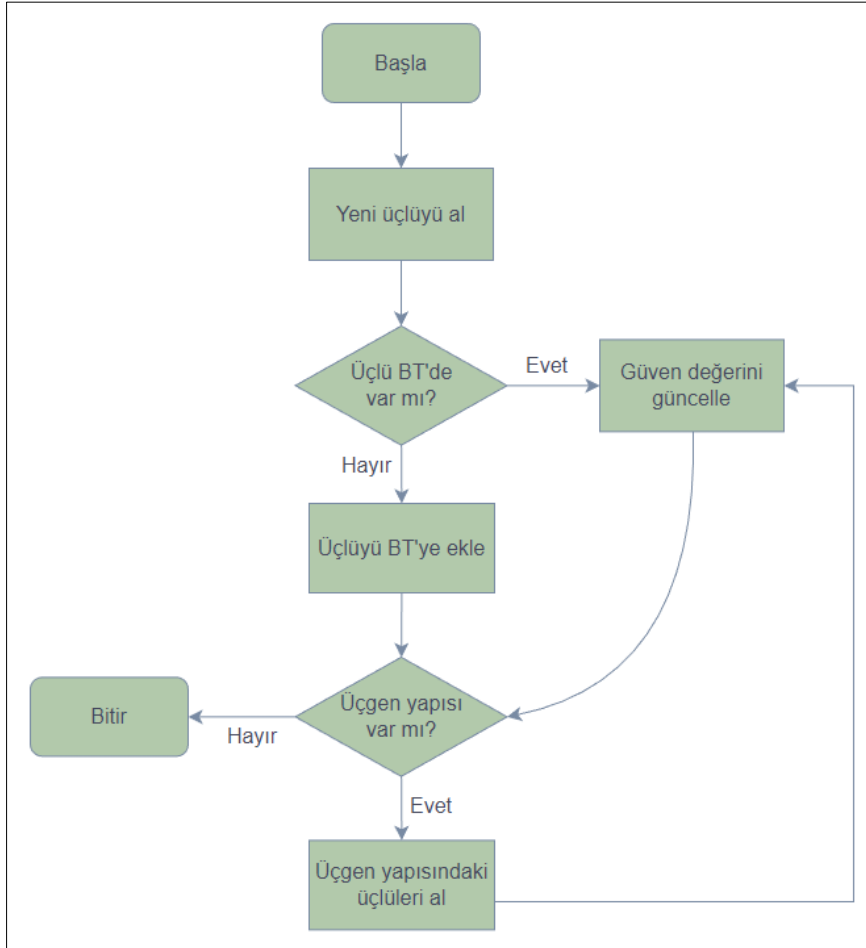 Başla
Yeni üçlüyü al
Üçlü BT'de
var mı?
Evet
Güven değerini
güncelle
Hayır
Üçlüyü BT'ye ekle
Üçgen yapısı
var mı?
Hayır
Bitir
Evet
Üçgen yapısındaki
üçlüleri al